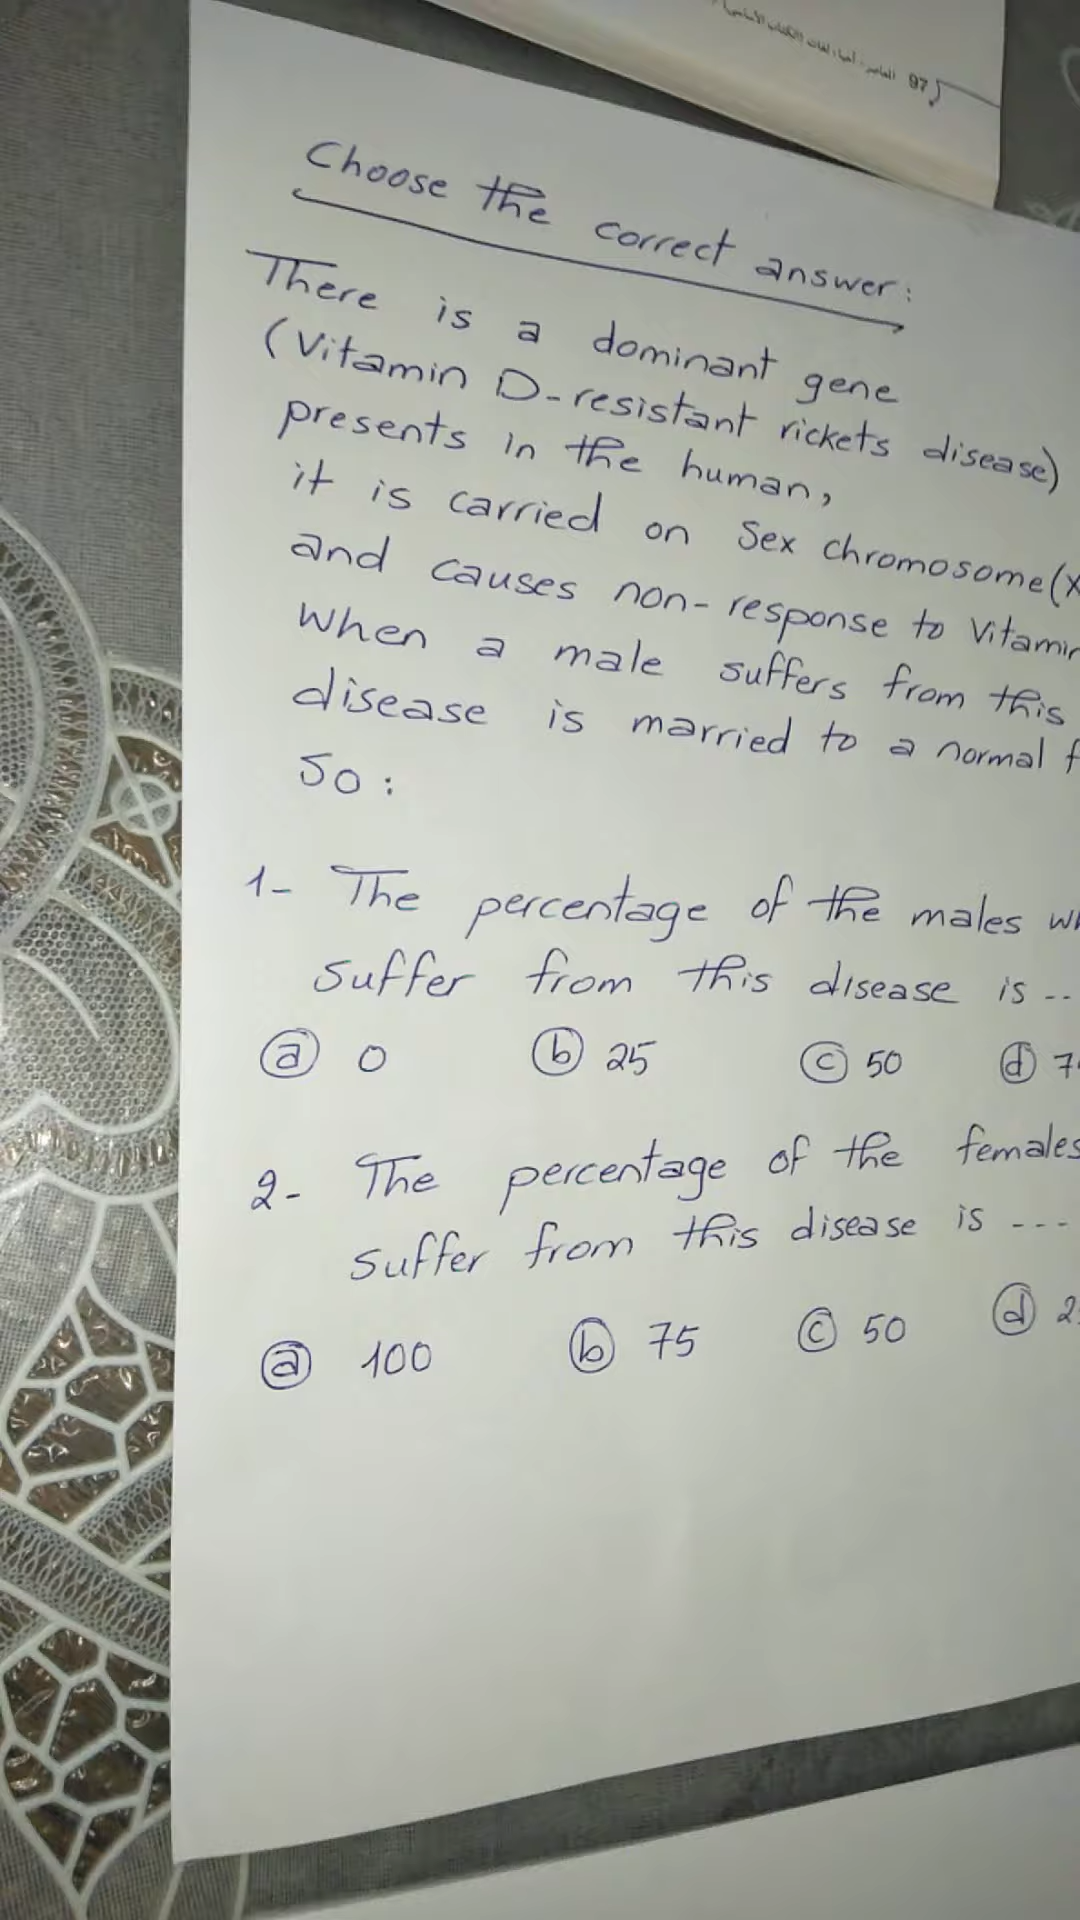 97
Choose the correct answer:
There is a dominant gene
(Vitamin D-resistant rickets disease)
presents in the human,
it is carried on Sex chromosome(X
and causes non-response to Vitamin
When a male suffers from this
disease is married to a normal f
So:
1- The percentage of the males wh
suffer from this disease is --
ⓐ 0 ⓑ 25 ⓒ 50 ⓓ 7
2- The percentage of the females
suffer from this disease is ---
ⓐ 100 ⓑ 75 ⓒ 50 ⓓ 2